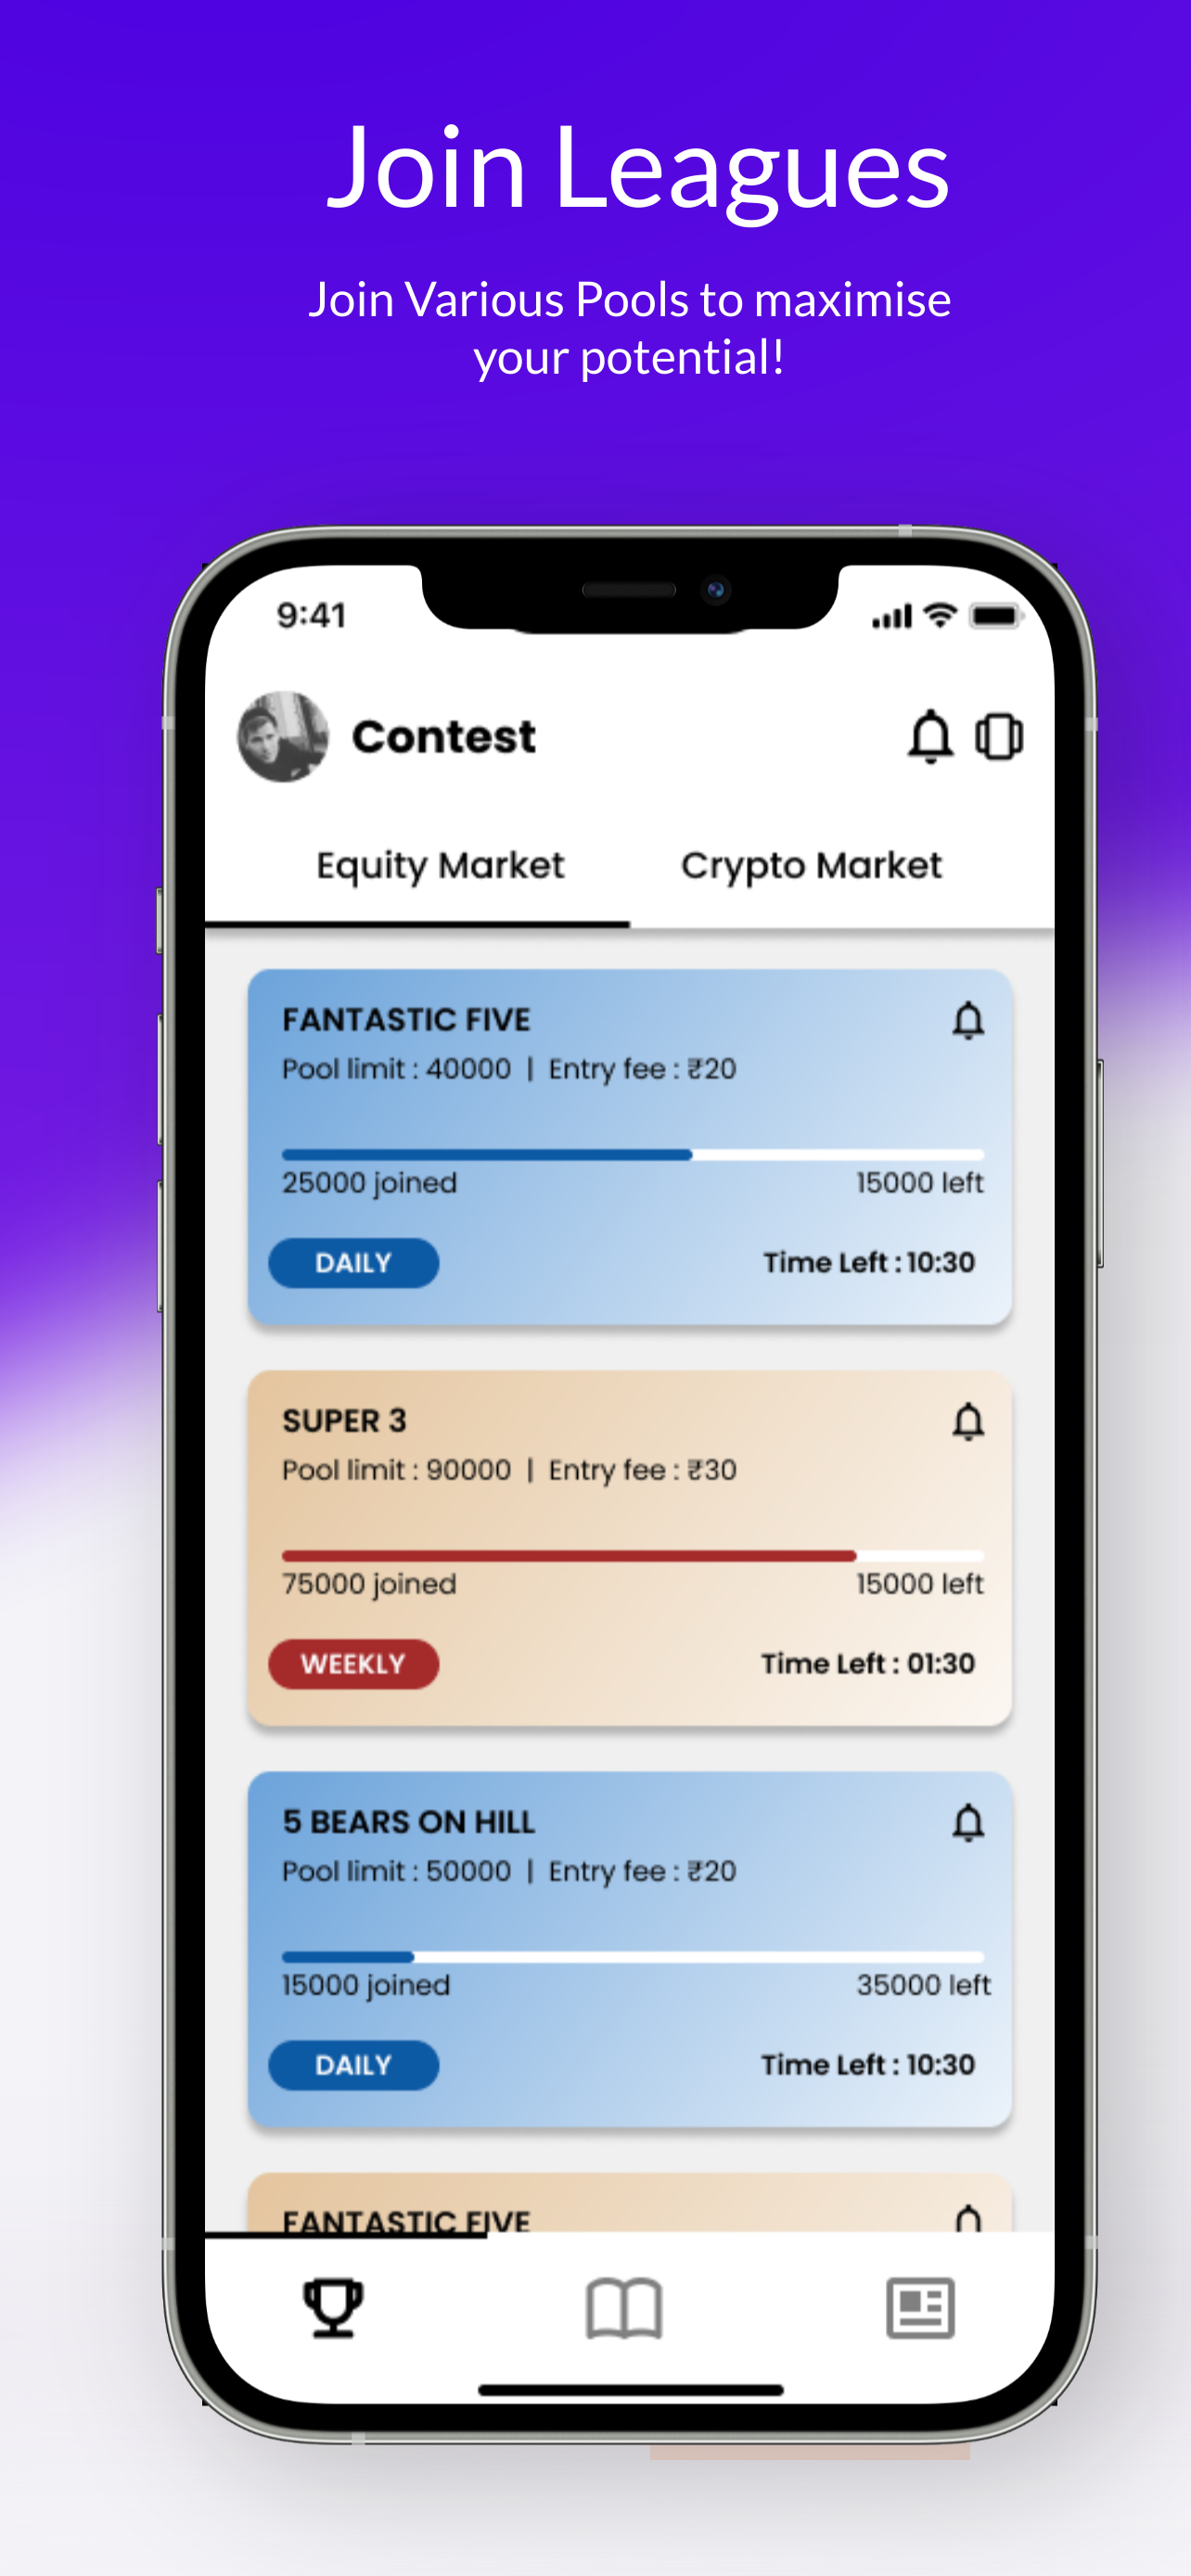 Join Leagues
Join Various Pools to maximise
your potential!
9:41
Contest
Equity Market
Crypto Market
FANTASTIC FIVE
Pool limit : 40000 | Entry fee : ₹20
25000 joined
15000 left
DAILY
Time Left : 10:30
SUPER 3
Pool limit : 90000 | Entry fee : ₹30
75000 joined
15000 left
WEEKLY
Time Left : 01:30
5 BEARS ON HILL
Pool limit : 50000 | Entry fee : ₹20
15000 joined
35000 left
DAILY
Time Left : 10:30
FANTASTIC FIVE